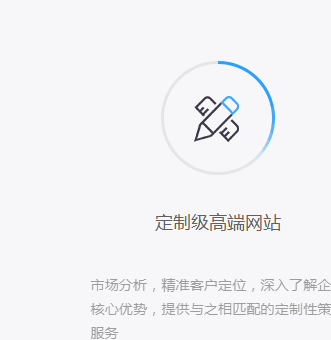 定制级高端网站
市场分析，精准客户定位，深入了解企
核心优势，提供与之相匹配的定制性策
服务